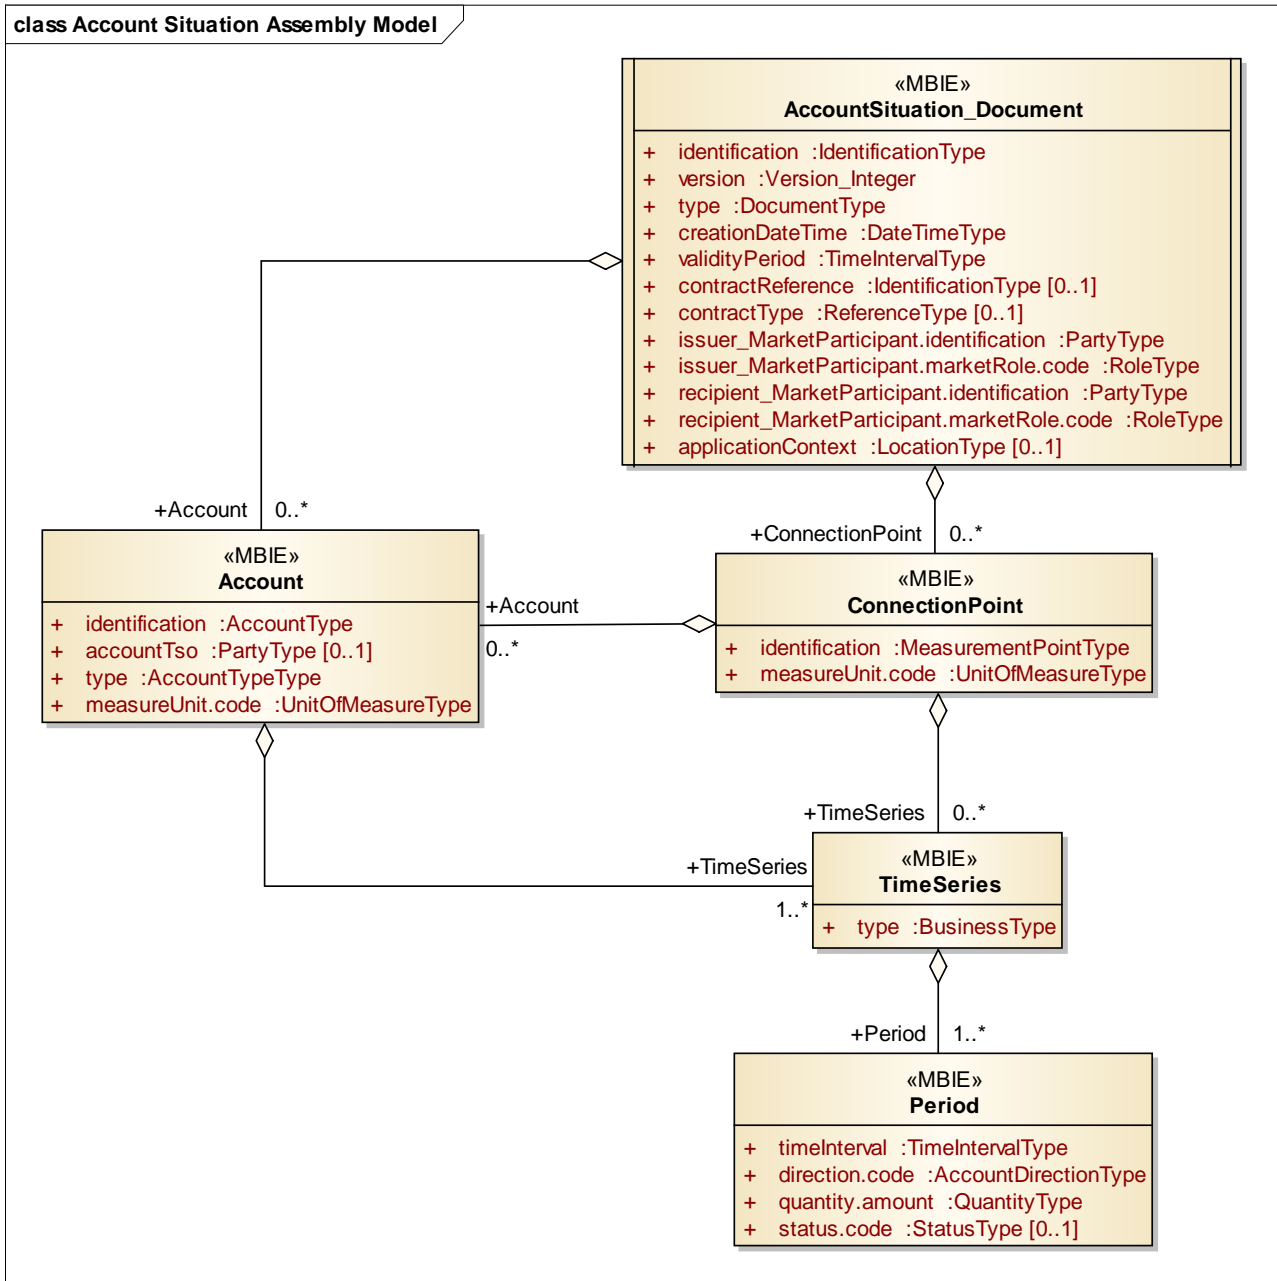 class Account Situation Assembly Model
«MBIE»
AccountSituation_Document
+ identification :IdentificationType
+ version :Version_Integer
+ type :DocumentType
+ creationDateTime :DateTimeType
+ validityPeriod :TimeIntervalType
+ contractReference :IdentificationType [0..1]
+ contractType :ReferenceType [0..1]
+ issuer_MarketParticipant.identification :PartyType
+ issuer_MarketParticipant.marketRole.code :RoleType
+ recipient_MarketParticipant.identification :PartyType
+ recipient_MarketParticipant.marketRole.code :RoleType
+ applicationContext :LocationType [0..1]
+Account 0..*
+ConnectionPoint 0..*
«MBIE»
Account
+ identification :AccountType
+ accountTso :PartyType [0..1]
+ type :AccountTypeType
+ measureUnit.code :UnitOfMeasureType
+Account
0..*
«MBIE»
ConnectionPoint
+ identification :MeasurementPointType
+ measureUnit.code :UnitOfMeasureType
+TimeSeries 0..*
+TimeSeries
1..*
«MBIE»
TimeSeries
+ type :BusinessType
+Period 1..*
«MBIE»
Period
+ timeInterval :TimeIntervalType
+ direction.code :AccountDirectionType
+ quantity.amount :QuantityType
+ status.code :StatusType [0..1]